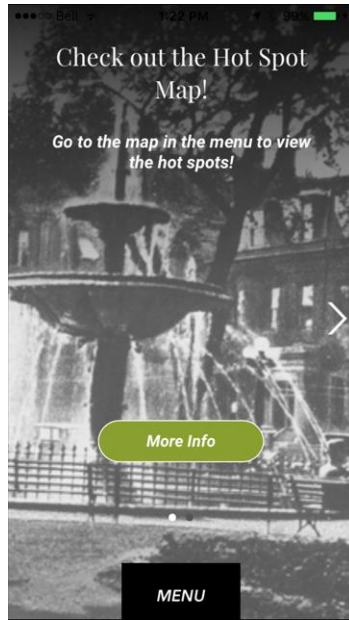 Bell 1:22 PM 99%
Check out the Hot Spot
Map!
Go to the map in the menu to view
the hot spots!
More Info
MENU